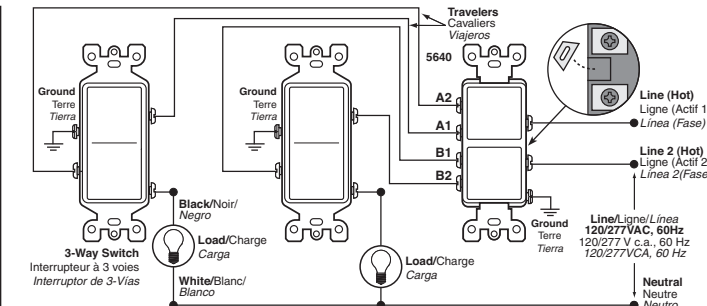 Travelers
Cavaliers
Viajeros
5640
Ground
Terre
Tierra
Ground
Terre
Tierra
A2
A1
B1
B2
Line (Hot)
Ligne (Actif 1
Línea (Fase)
Line 2 (Hot)
Ligne (Actif 2
Línea 2(Fase
Black/Noir/
Negro
Load/Charge
Carga
White/Blanc/
Blanco
3-Way Switch
Interrupteur à 3 voies
Interruptor de 3-Vías
Load/Charge
Carga
Ground
Terre
Tierra
Line/Ligne/Línea
120/277VAC, 60Hz
120/277 V c.a., 60 Hz
120/277VCA, 60 Hz
Neutral
Neutre
Neutro